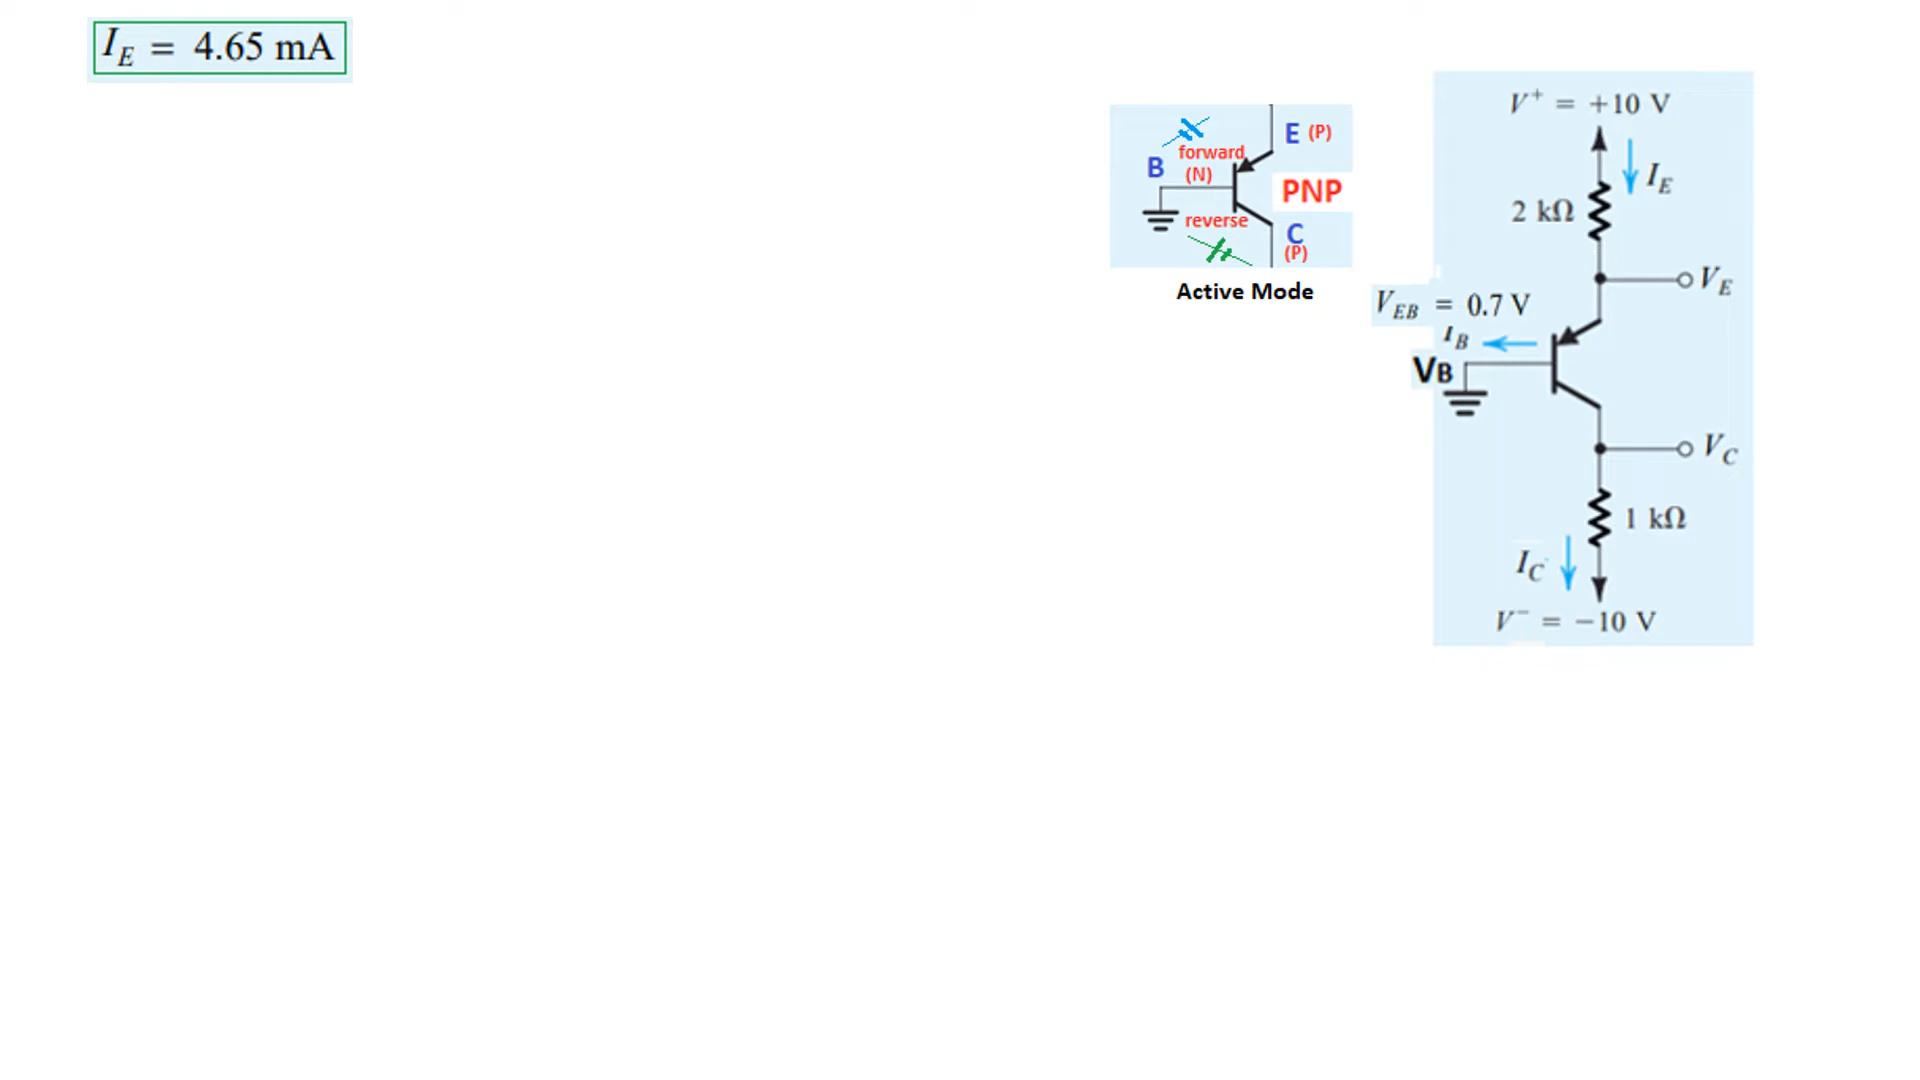 I_E = 4.65 mA
V⁺ = +10 V
E (P)
forward
B
(N)
PNP
reverse
C
(P)
Active Mode
I_E
2 kΩ
V_E
V_EB = 0.7 V
I_B
VB
V_C
1 kΩ
I_C
V⁻ = −10 V